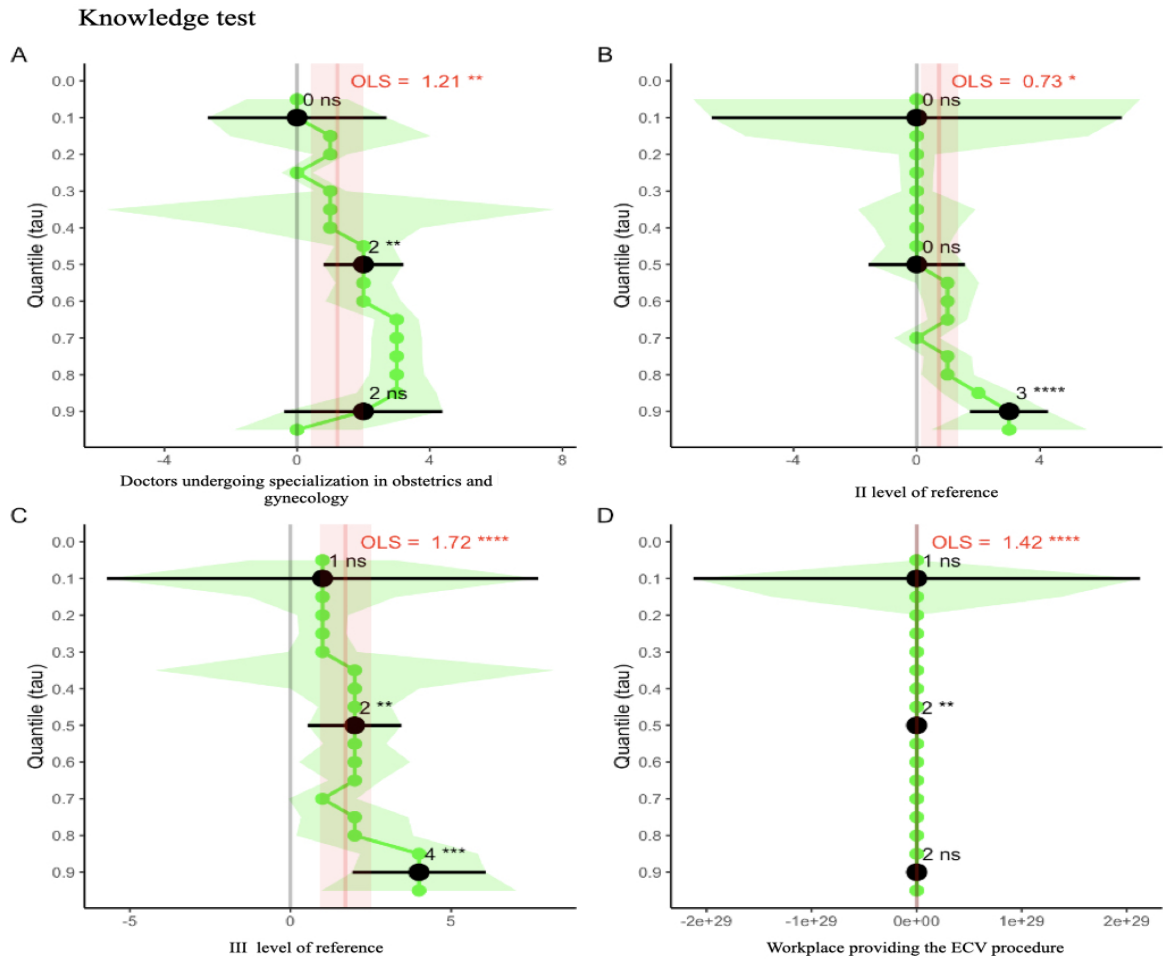 Knowledge test
A
OLS = 1.21 **
0.0
0 ns
0.1
0.2
0.3
0.4
2 **
0.5
0.6
0.7
0.8
2 ns
0.9
Quantile (tau)
-4 0 4 8
Doctors undergoing specialization in obstetrics and
gynecology
B
OLS = 0.73 *
0.0
0 ns
0.1
0.2
0.3
0.4
0 ns
0.5
0.6
0.7
0.8
3 ****
0.9
Quantile (tau)
-4 0 4
II level of reference
C
OLS = 1.72 ****
0.0
1 ns
0.1
0.2
0.3
0.4
2 **
0.5
0.6
0.7
0.8
4 ***
0.9
Quantile (tau)
-5 0 5
III level of reference
D
OLS = 1.42 ****
0.0
1 ns
0.1
0.2
0.3
0.4
2 **
0.5
0.6
0.7
0.8
2 ns
0.9
Quantile (tau)
-2e+29 -1e+29 0e+00 1e+29 2e+29
Workplace providing the ECV procedure